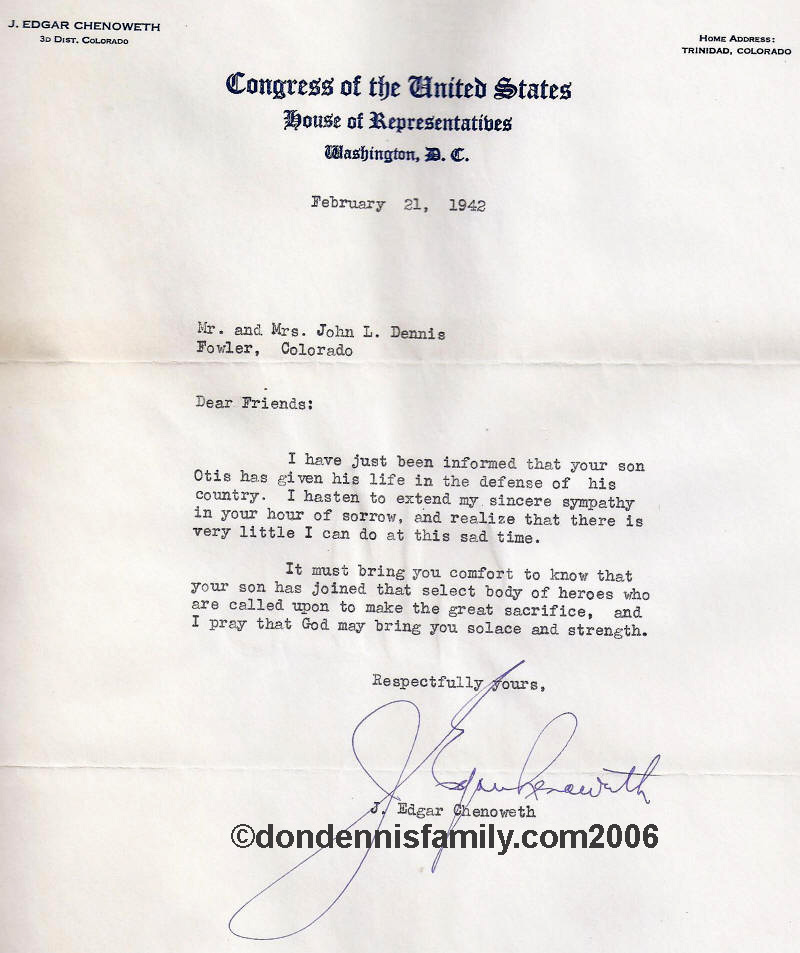 J. EDGAR CHENOWETH
3D DIST. COLORADO
HOME ADDRESS:
TRINIDAD, COLORADO
Congress of the United States
House of Representatives
Washington, D. C.
February 21, 1942
Mr. and Mrs. John L. Dennis
Fowler, Colorado
Dear Friends:
I have just been informed that your son
Otis has given his life in the defense of his
country. I hasten to extend my sincere sympathy
in your hour of sorrow, and realize that there is
very little I can do at this sad time.
It must bring you comfort to know that
your son has joined that select body of heroes who
are called upon to make the great sacrifice, and
I pray that God may bring you solace and strength.
Respectfully yours,
J. Edgar Chenoweth
J. Edgar Chenoweth
©dondennisfamily.com2006